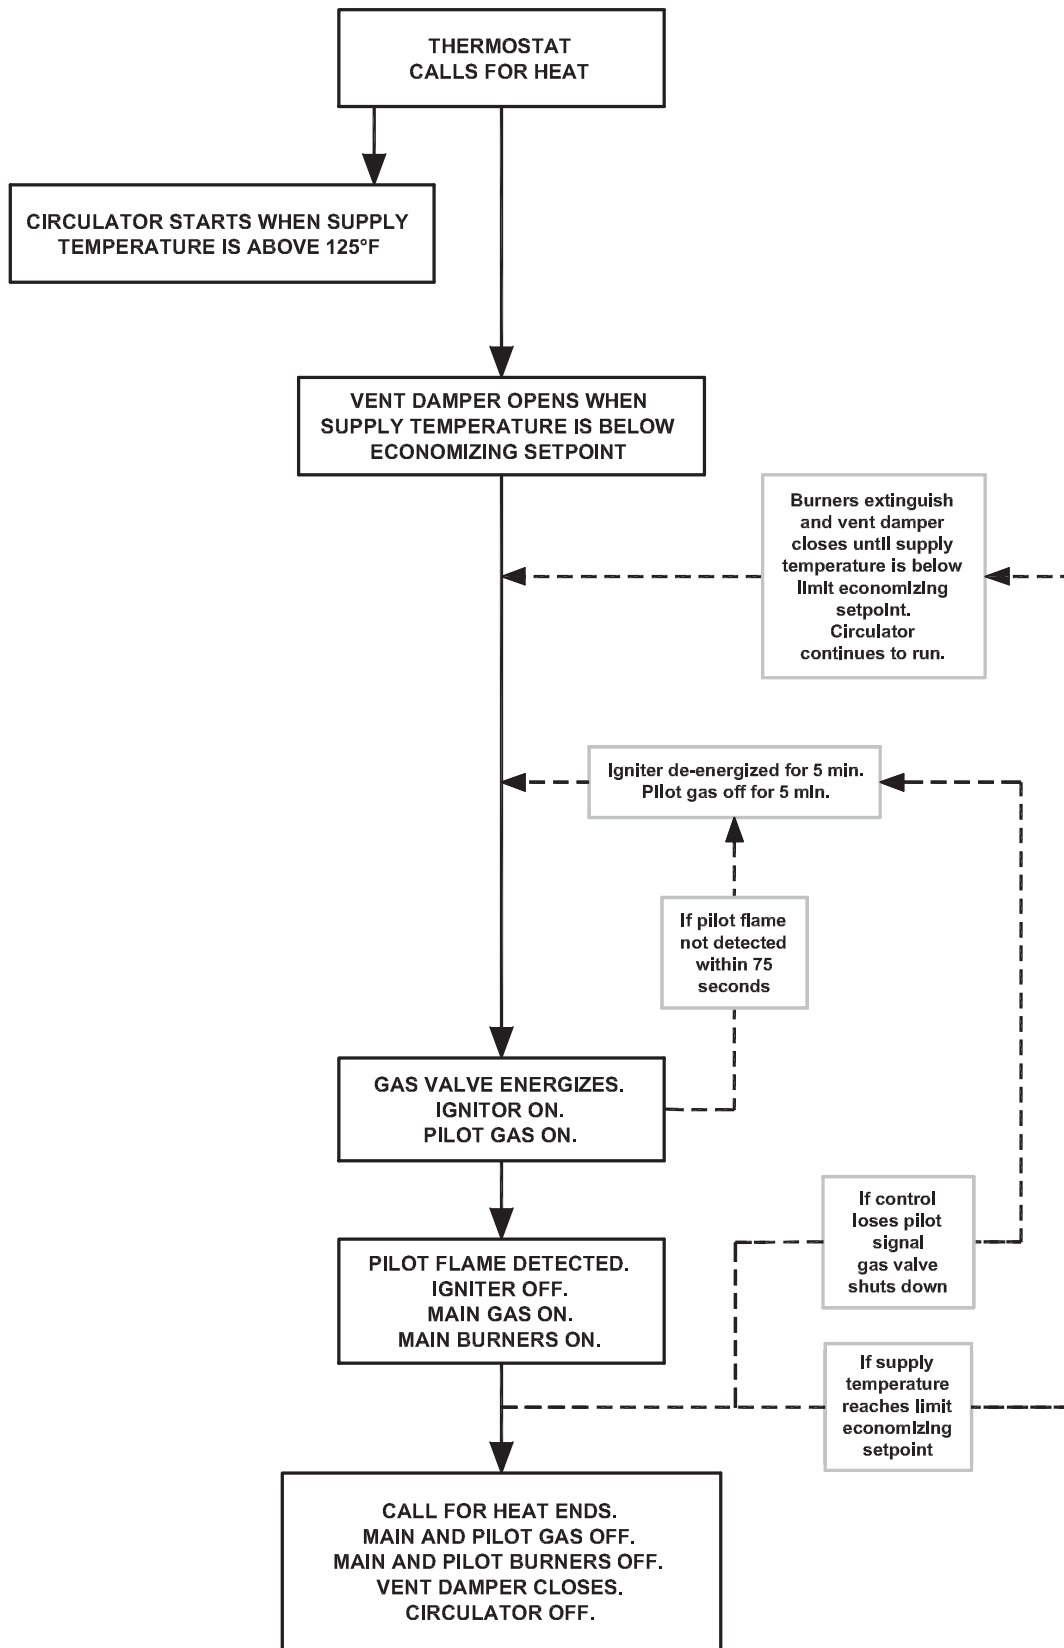 THERMOSTAT
CALLS FOR HEAT
CIRCULATOR STARTS WHEN SUPPLY
TEMPERATURE IS ABOVE 125°F
VENT DAMPER OPENS WHEN
SUPPLY TEMPERATURE IS BELOW
ECONOMIZING SETPOINT
Burners extinguish
and vent damper
closes until supply
temperature is below
limit economizing
setpoint.
Circulator
continues to run.
Igniter de-energized for 5 min.
Pilot gas off for 5 min.
If pilot flame
not detected
within 75
seconds
GAS VALVE ENERGIZES.
IGNITOR ON.
PILOT GAS ON.
If control
loses pilot
signal
gas valve
shuts down
PILOT FLAME DETECTED.
IGNITER OFF.
MAIN GAS ON.
MAIN BURNERS ON.
If supply
temperature
reaches limit
economizing
setpoint
CALL FOR HEAT ENDS.
MAIN AND PILOT GAS OFF.
MAIN AND PILOT BURNERS OFF.
VENT DAMPER CLOSES.
CIRCULATOR OFF.